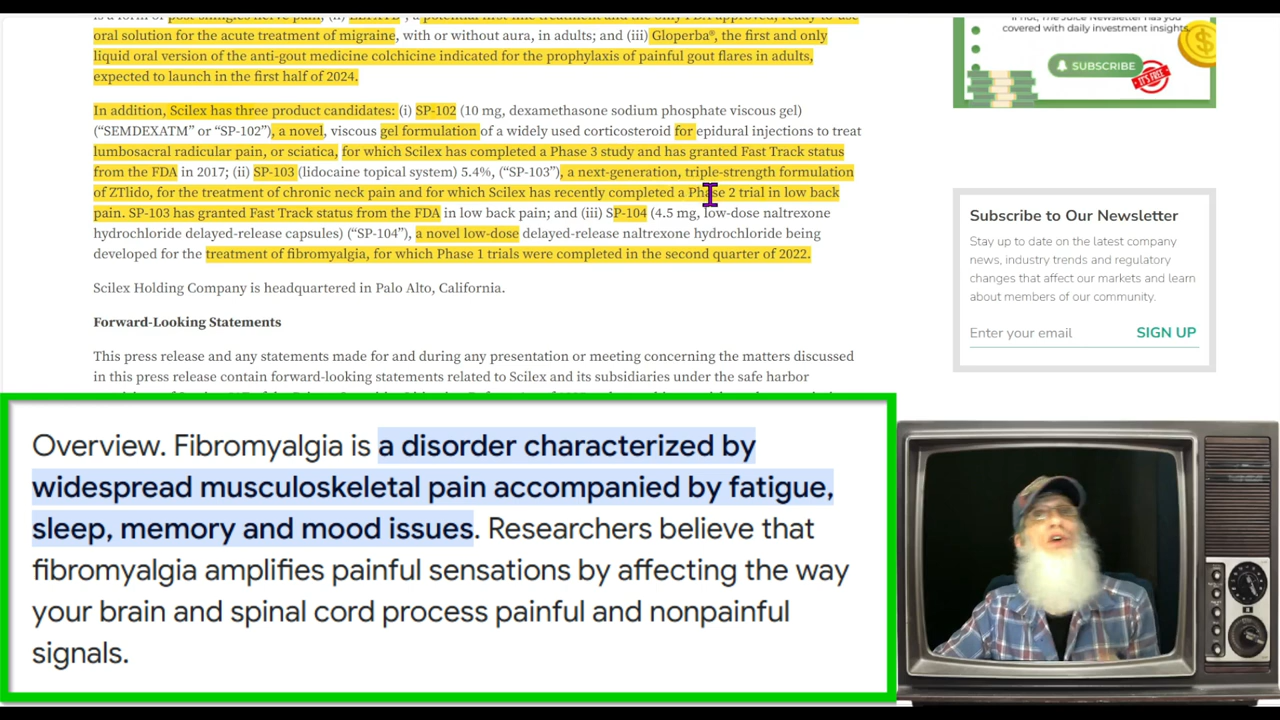 oral solution for the acute treatment of migraine, with or without aura, in adults; and (iii) Gloperba®, the first and only
liquid oral version of the anti-gout medicine colchicine indicated for the prophylaxis of painful gout flares in adults,
expected to launch in the first half of 2024.
In addition, Scilex has three product candidates: (i) SP-102 (10 mg, dexamethasone sodium phosphate viscous gel)
(“SEMDEXATM” or “SP-102”), a novel, viscous gel formulation of a widely used corticosteroid for epidural injections to treat
lumbosacral radicular pain, or sciatica, for which Scilex has completed a Phase 3 study and has granted Fast Track status
from the FDA in 2017; (ii) SP-103 (lidocaine topical system) 5.4%, (“SP-103”), a next-generation, triple-strength formulation
of ZTlido, for the treatment of chronic neck pain and for which Scilex has recently completed a Phase 2 trial in low back
pain. SP-103 has granted Fast Track status from the FDA in low back pain; and (iii) SP-104 (4.5 mg, low-dose naltrexone
hydrochloride delayed-release capsules) (“SP-104”), a novel low-dose delayed-release naltrexone hydrochloride being
developed for the treatment of fibromyalgia, for which Phase 1 trials were completed in the second quarter of 2022.
Scilex Holding Company is headquartered in Palo Alto, California.
Forward-Looking Statements
This press release and any statements made for and during any presentation or meeting concerning the matters discussed
in this press release contain forward-looking statements related to Scilex and its subsidiaries under the safe harbor
covered with daily investment insights.
SUBSCRIBE
IT'S FREE
Subscribe to Our Newsletter
Stay up to date on the latest company
news, industry trends and regulatory
changes that affect our markets and learn
about members of our community.
Enter your email SIGN UP
Overview. Fibromyalgia is a disorder characterized by
widespread musculoskeletal pain accompanied by fatigue,
sleep, memory and mood issues. Researchers believe that
fibromyalgia amplifies painful sensations by affecting the way
your brain and spinal cord process painful and nonpainful
signals.